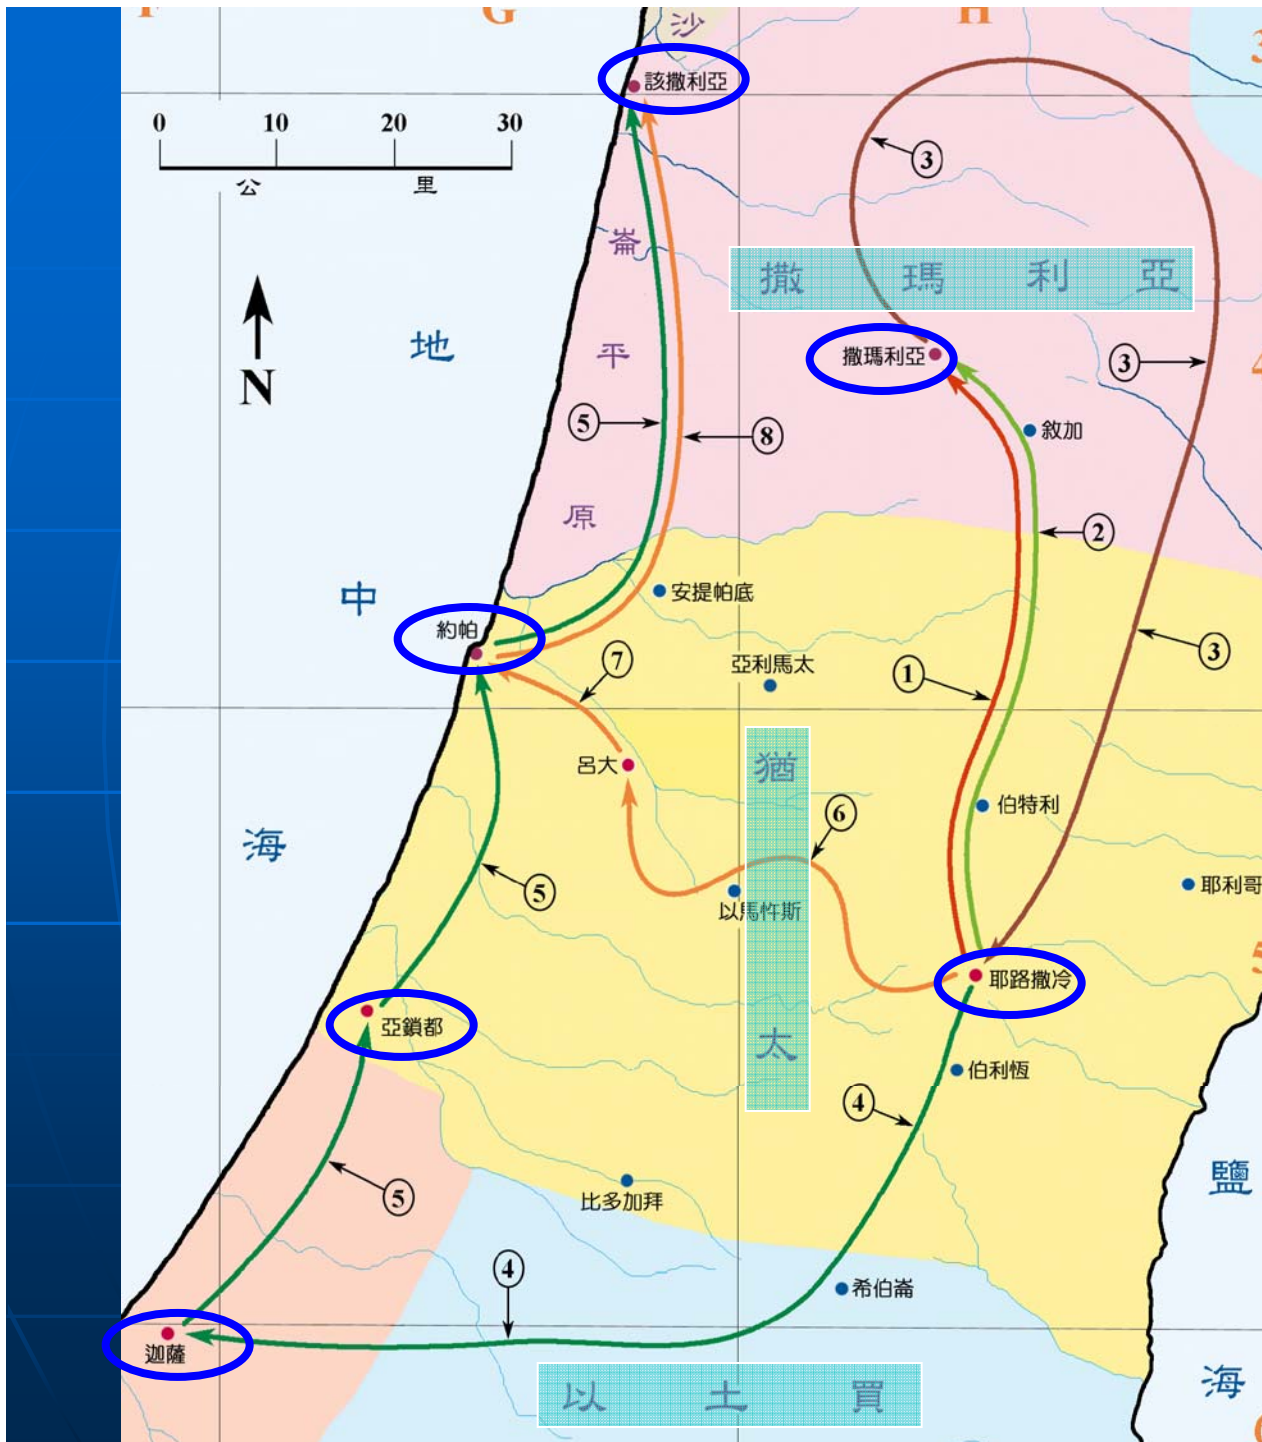 G
H
沙
3
該撒利亞
0 10 20 30
公 里
3
崙
撒 瑪 利 亞
地
平
撒瑪利亞
3
4
N
5
8
敘加
原
2
中
安提帕底
約帕
7
亞利馬太
1
3
呂大
猶
伯特利
海
6
5
以馬忤斯
耶利哥
5
耶路撒冷
亞鎖都
太
伯利恆
4
5
比多加拜
鹽
4
希伯崙
迦薩
以 土 買
海